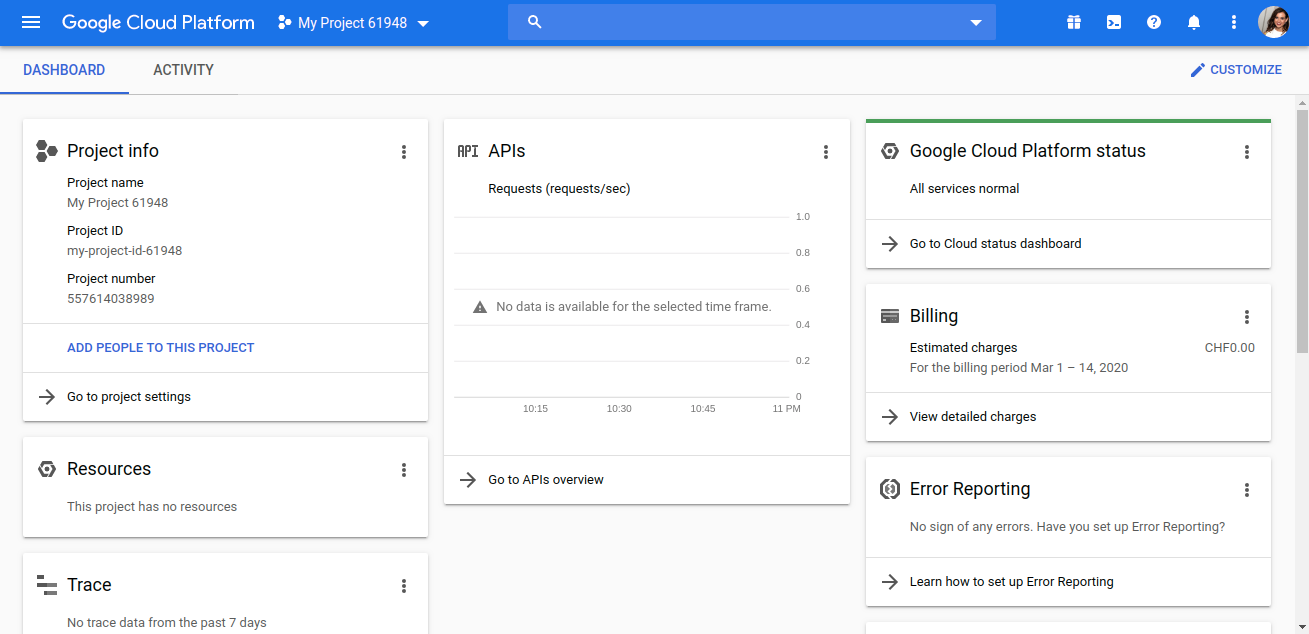 Google Cloud Platform
My Project 61948
DASHBOARD
ACTIVITY
CUSTOMIZE
Project info
Project name
My Project 61948
Project ID
my-project-id-61948
Project number
557614038989
ADD PEOPLE TO THIS PROJECT
Go to project settings
Resources
This project has no resources
Trace
No trace data from the past 7 days
API APIs
Requests (requests/sec)
1.0
0.8
0.6
No data is available for the selected time frame.
0.4
0.2
0
10:15 10:30 10:45 11 PM
Go to APIs overview
Google Cloud Platform status
All services normal
Go to Cloud status dashboard
Billing
Estimated charges CHF0.00
For the billing period Mar 1 – 14, 2020
View detailed charges
Error Reporting
No sign of any errors. Have you set up Error Reporting?
Learn how to set up Error Reporting